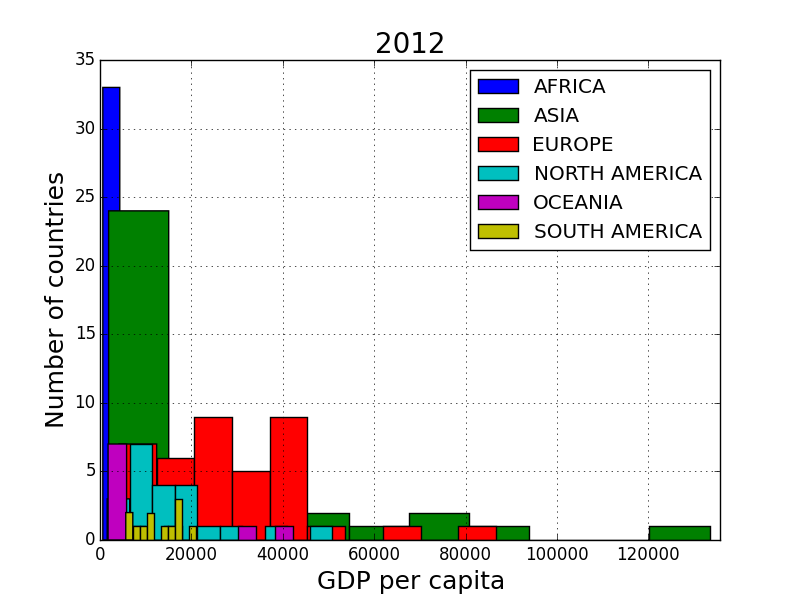 2012
35
30
25
20
15
10
5
0
Number of countries
AFRICA
ASIA
EUROPE
NORTH AMERICA
OCEANIA
SOUTH AMERICA
0 20000 40000 60000 80000 100000 120000
GDP per capita